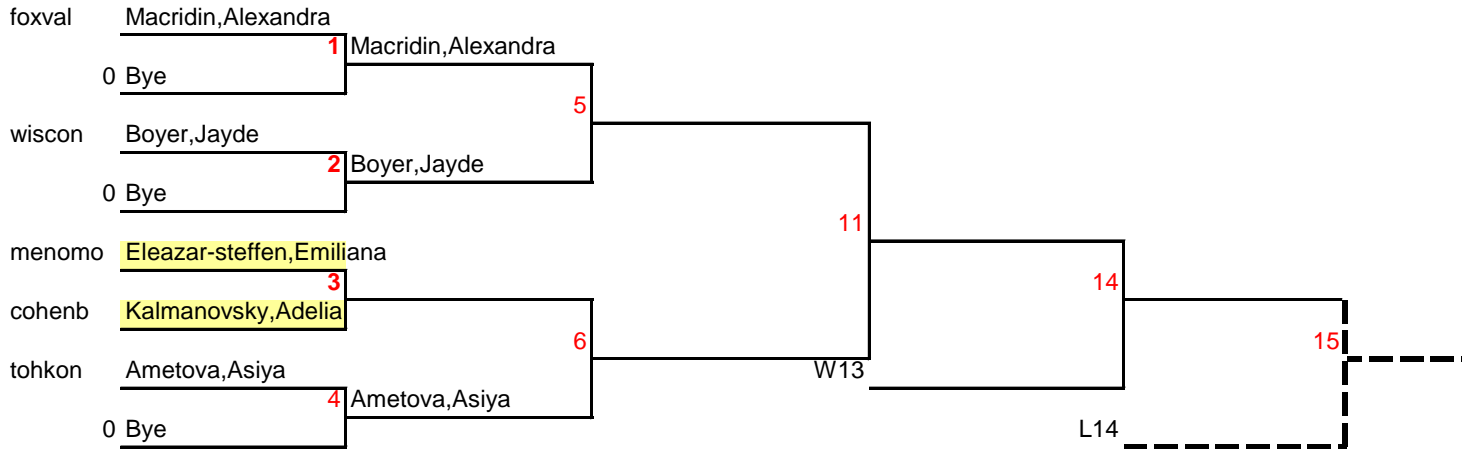 foxval Macridin,Alexandra
1 Macridin,Alexandra
0 Bye
5
wiscon Boyer,Jayde
2 Boyer,Jayde
0 Bye
11
menomo Eleazar-steffen,Emiliana
3
14
cohenb Kalmanovsky,Adelia
6
15
tohkon Ametova,Asiya
W13
4 Ametova,Asiya
0 Bye
L14